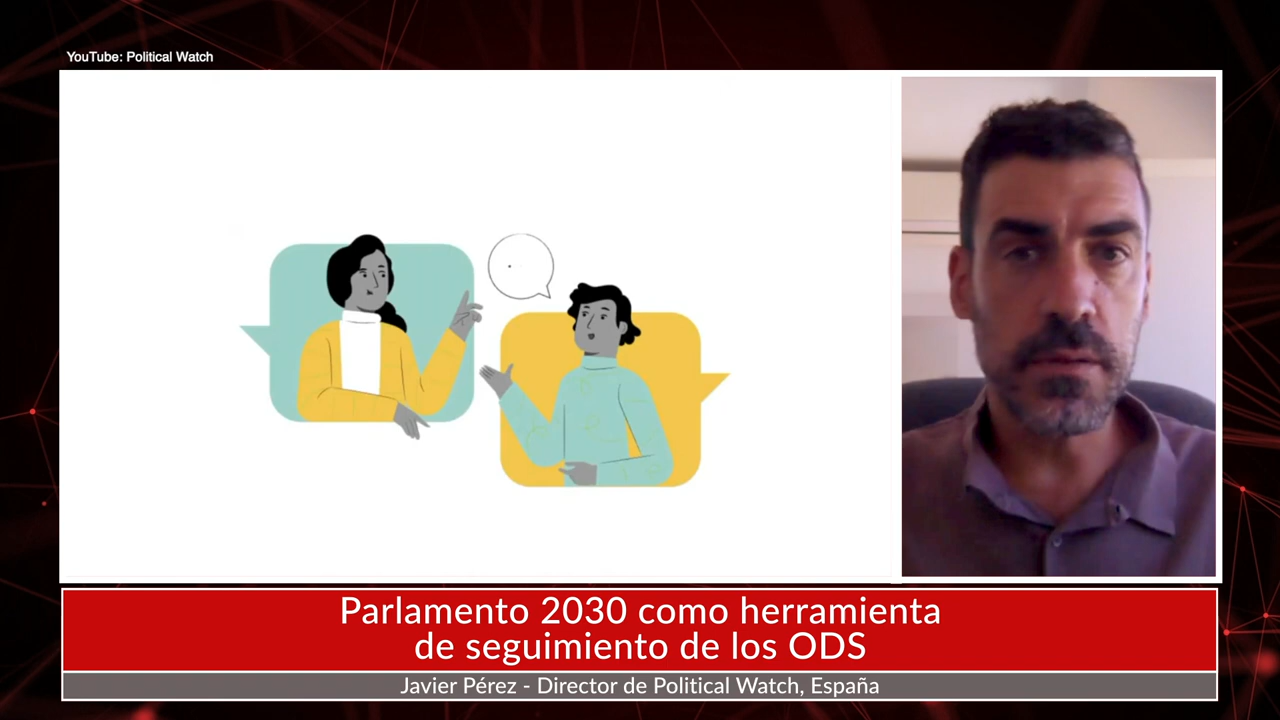 YouTube: Political Watch
Parlamento 2030 como herramienta
de seguimiento de los ODS
Javier Pérez - Director de Political Watch, España